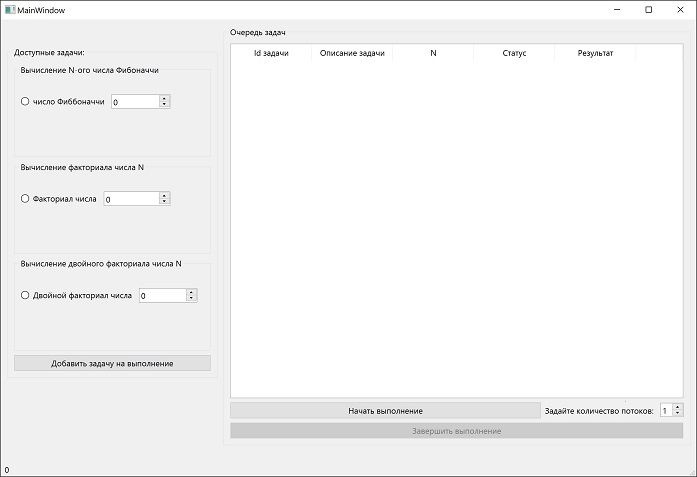 MainWindow
Доступные задачи:
Вычисление N-ого числа Фибоначчи
число Фиббоначчи 0
Вычисление факториала числа N
Факториал числа 0
Вычисление двойного факториала числа N
Двойной факториал числа 0
Добавить задачу на выполнение
Очередь задач
Id задачи Описание задачи N Статус Результат
Начать выполнение Задайте количество потоков: 1
Завершить выполнение
0